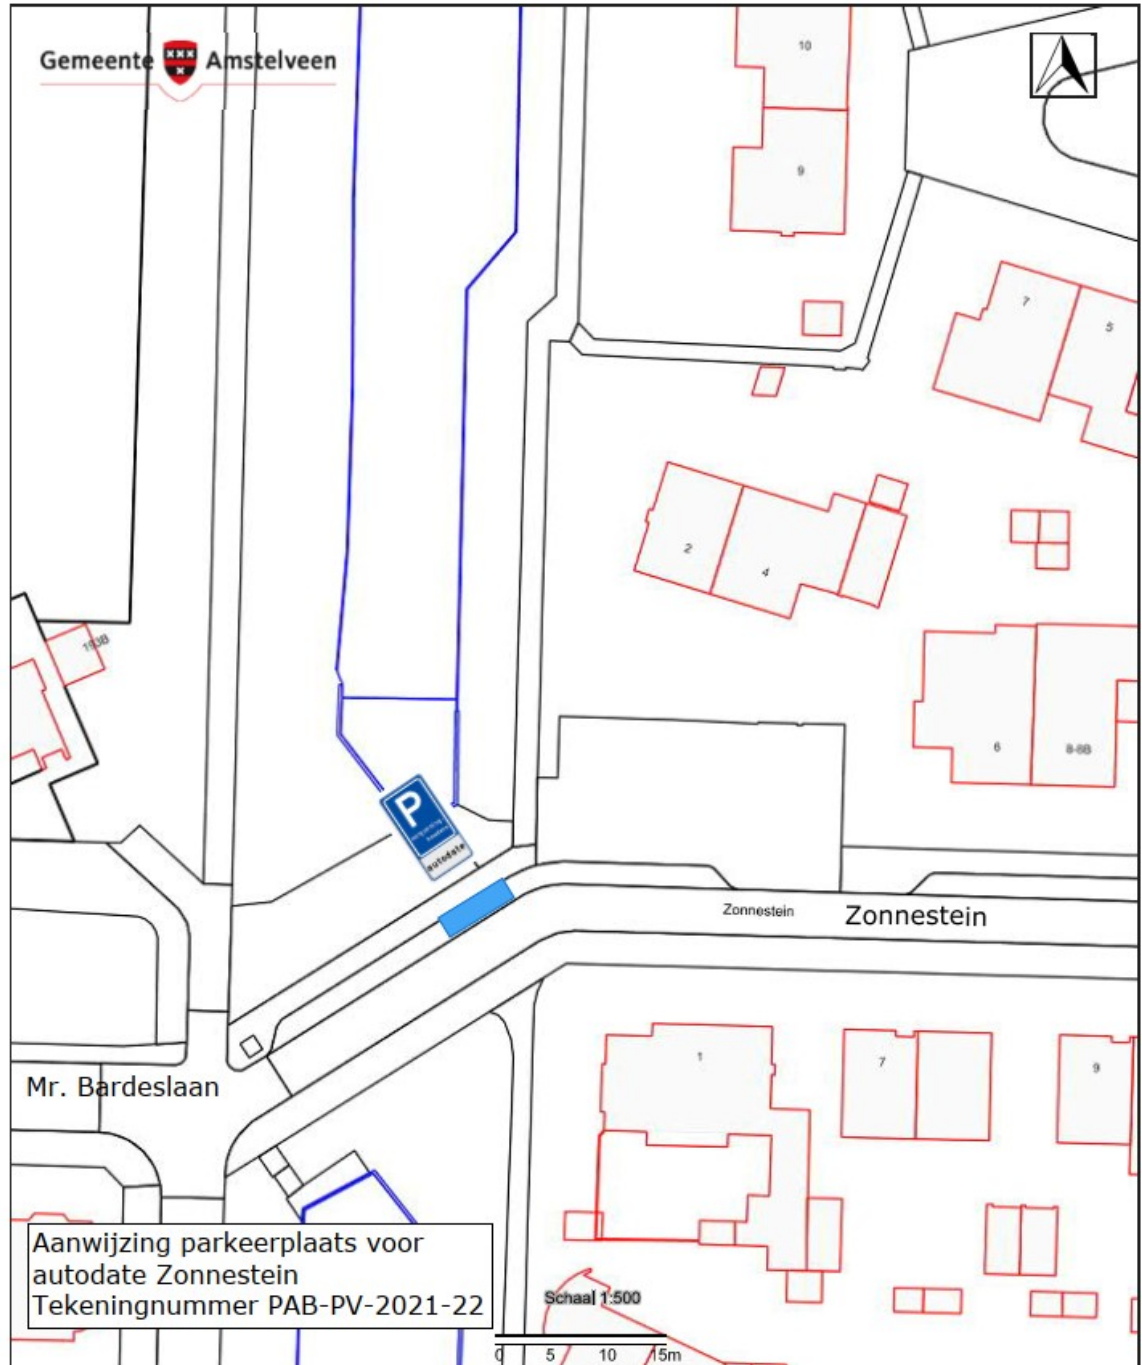 Gemeente Amstelveen
10
9
7
5
2
4
193B
6
8-8B
P
autodate
Zonnestein
Zonnestein
1
7
9
Mr. Bardeslaan
Aanwijzing parkeerplaats voor
autodate Zonnestein
Tekeningnummer PAB-PV-2021-22
Schaal 1:500
0 5 10 15m